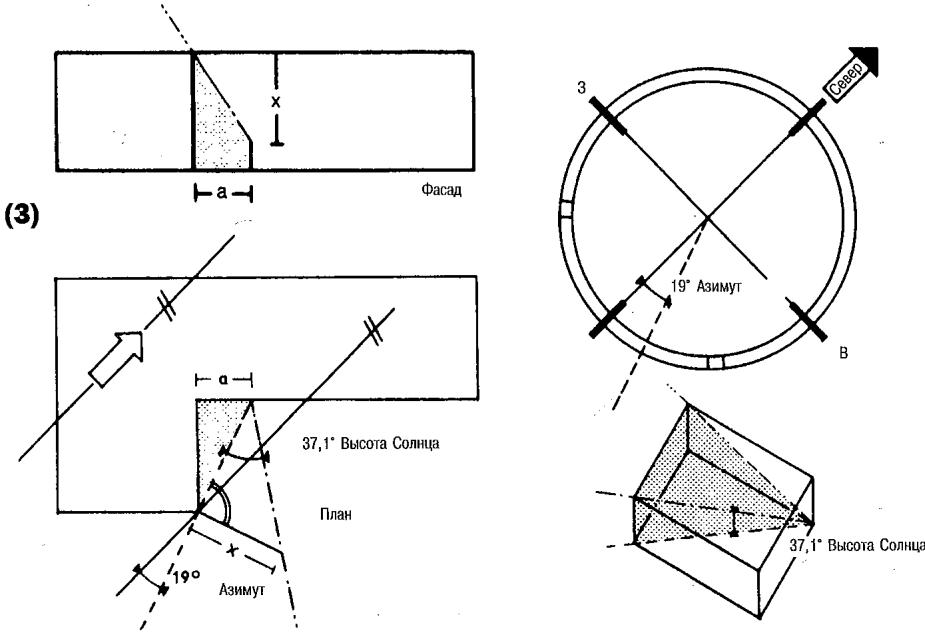 x
a
Фасад
(3)
a
37,1° Высота Солнца
План
x
19°
Азимут
Север
З
19° Азимут
В
37,1° Высота Солнца